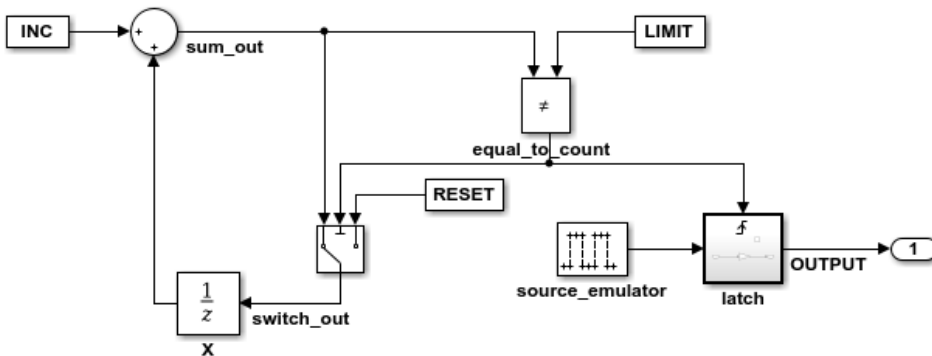 INC
+
+
sum_out
LIMIT
≠
equal_to_count
RESET
1
z
switch_out
X
source_emulator
latch
OUTPUT
1